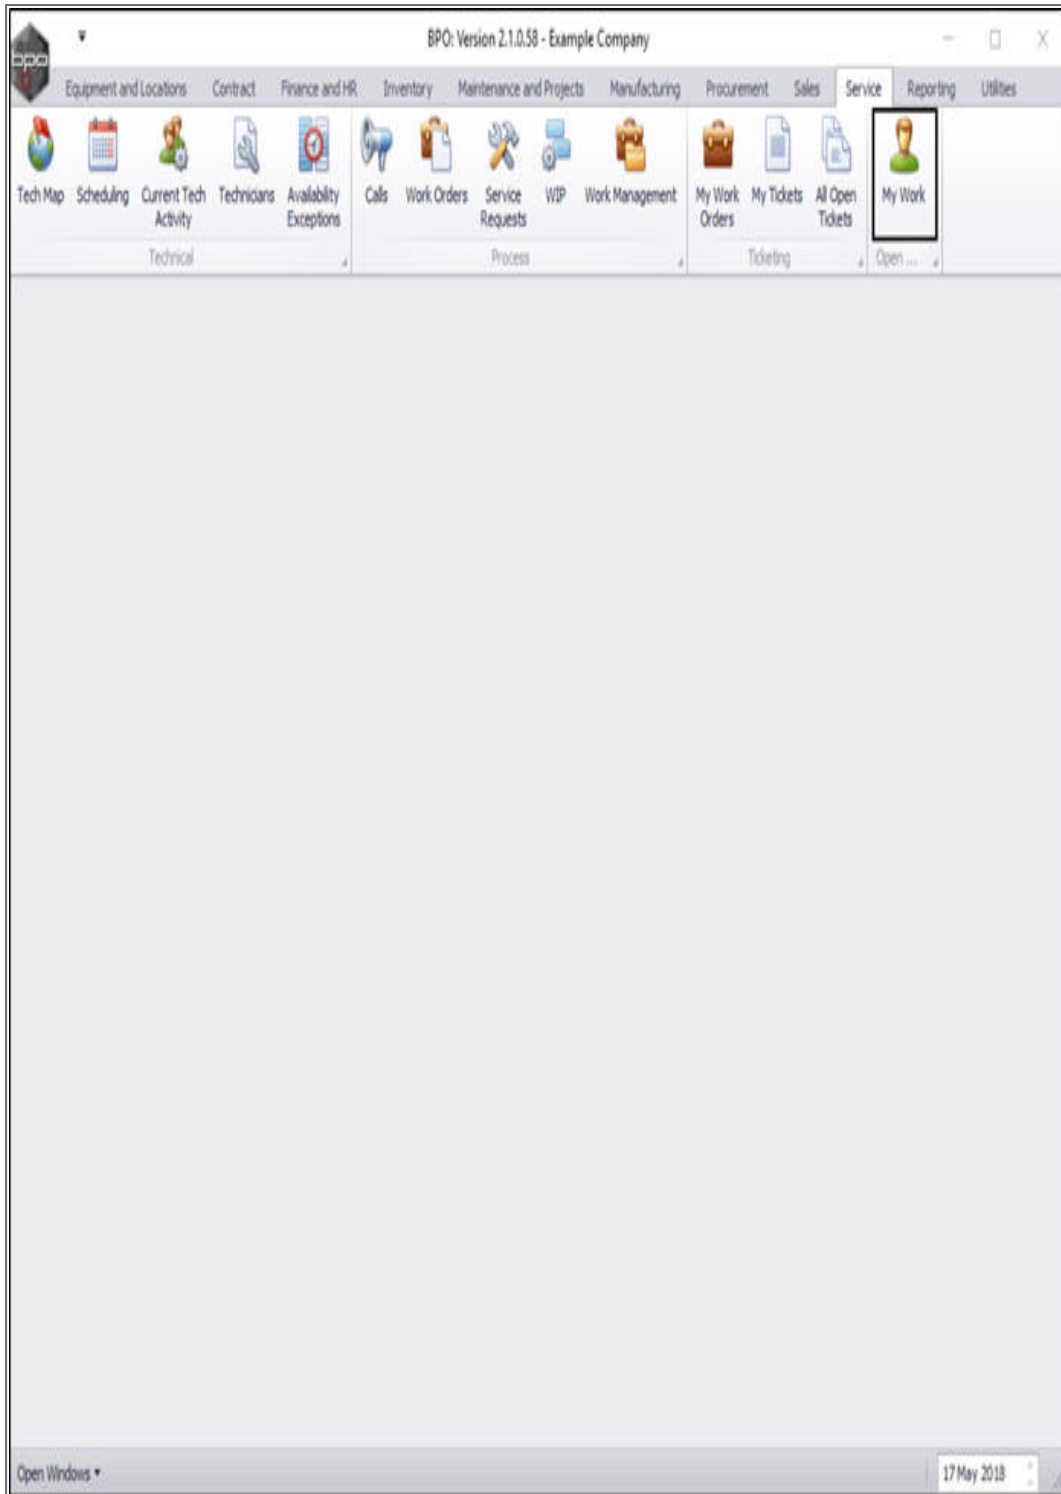 BPO: Version 2.1.0.58 - Example Company
bpo
Equipment and Locations Contract Finance and HR Inventory Maintenance and Projects Manufacturing Procurement Sales Service Reporting Utilities
Tech Map Scheduling Current Tech Activity Technicians Availability Exceptions Calls Work Orders Service Requests WIP Work Management My Work Orders My Tickets All Open Tickets My Work
Technical Process Ticketing Open ...
Open Windows 17 May 2018